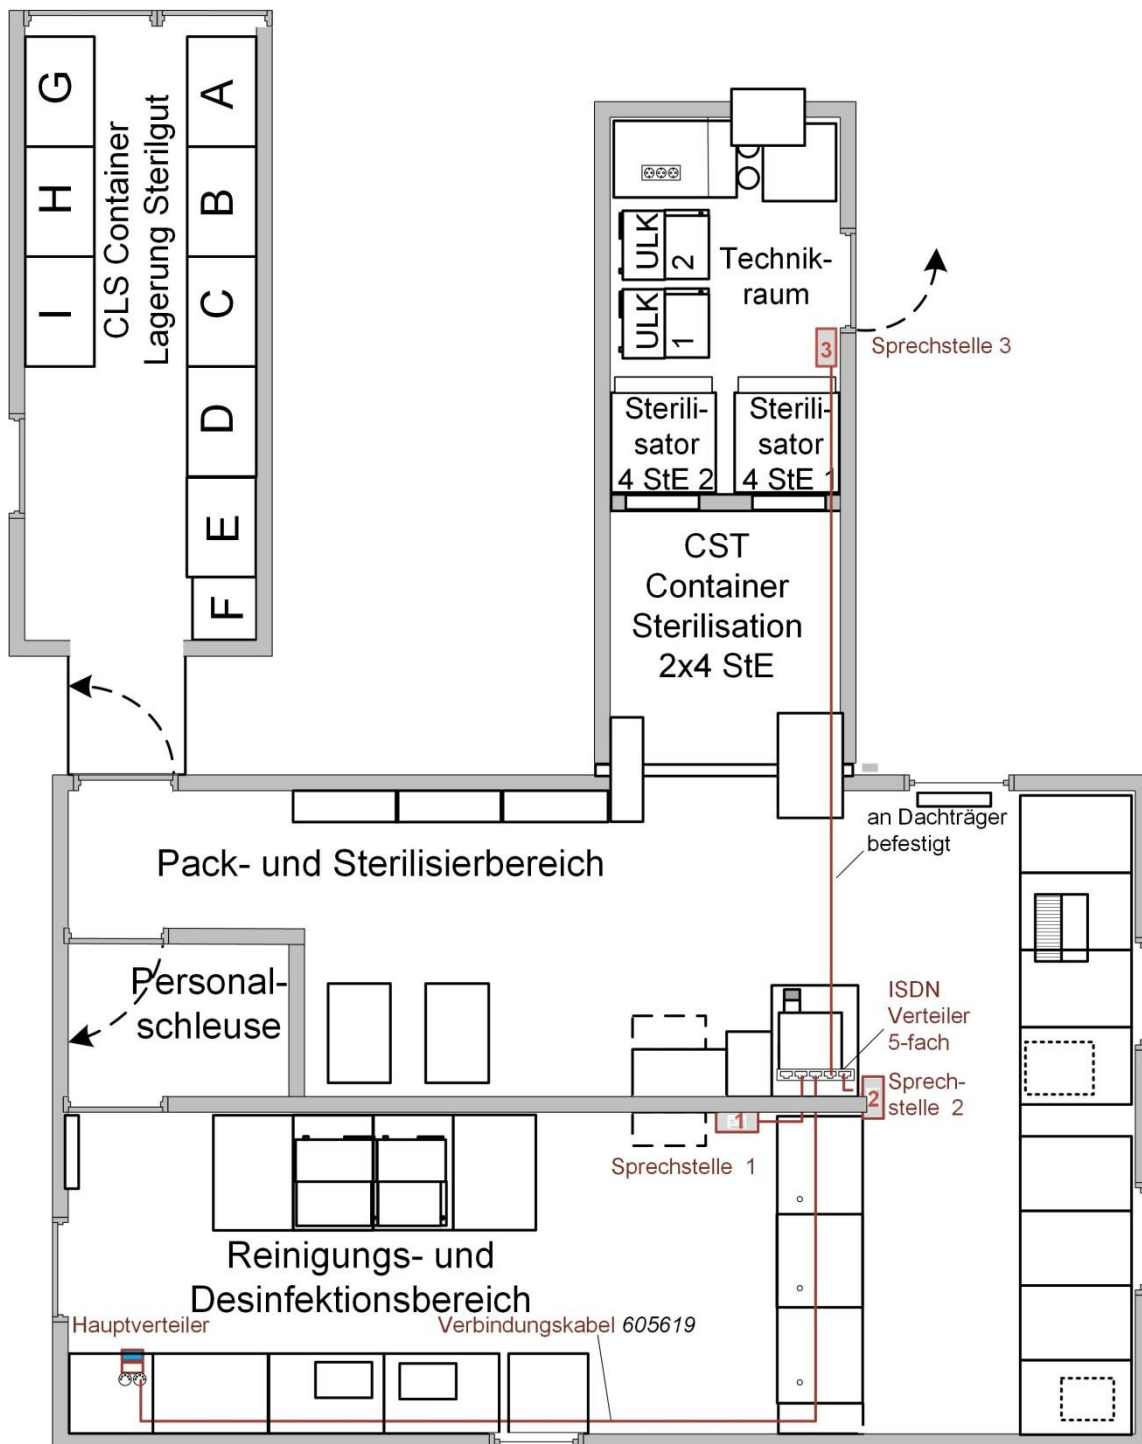 G
H
I
CLS Container
Lagerung Sterilgut
A
B
C
D
E
F
ULK
2
ULK
1
Technik-
raum
3
Sprechstelle 3
Sterili-
sator
4 StE 2
Sterili-
sator
4 StE 1
CST
Container
Sterilisation
2x4 StE
an Dachträger
befestigt
Pack- und Sterilisierbereich
Personal-
schleuse
ISDN
Verteiler
5-fach
Sprech-
stelle 2
2
1
Sprechstelle 1
Reinigungs- und
Desinfektionsbereich
Hauptverteiler
Verbindungskabel 605619